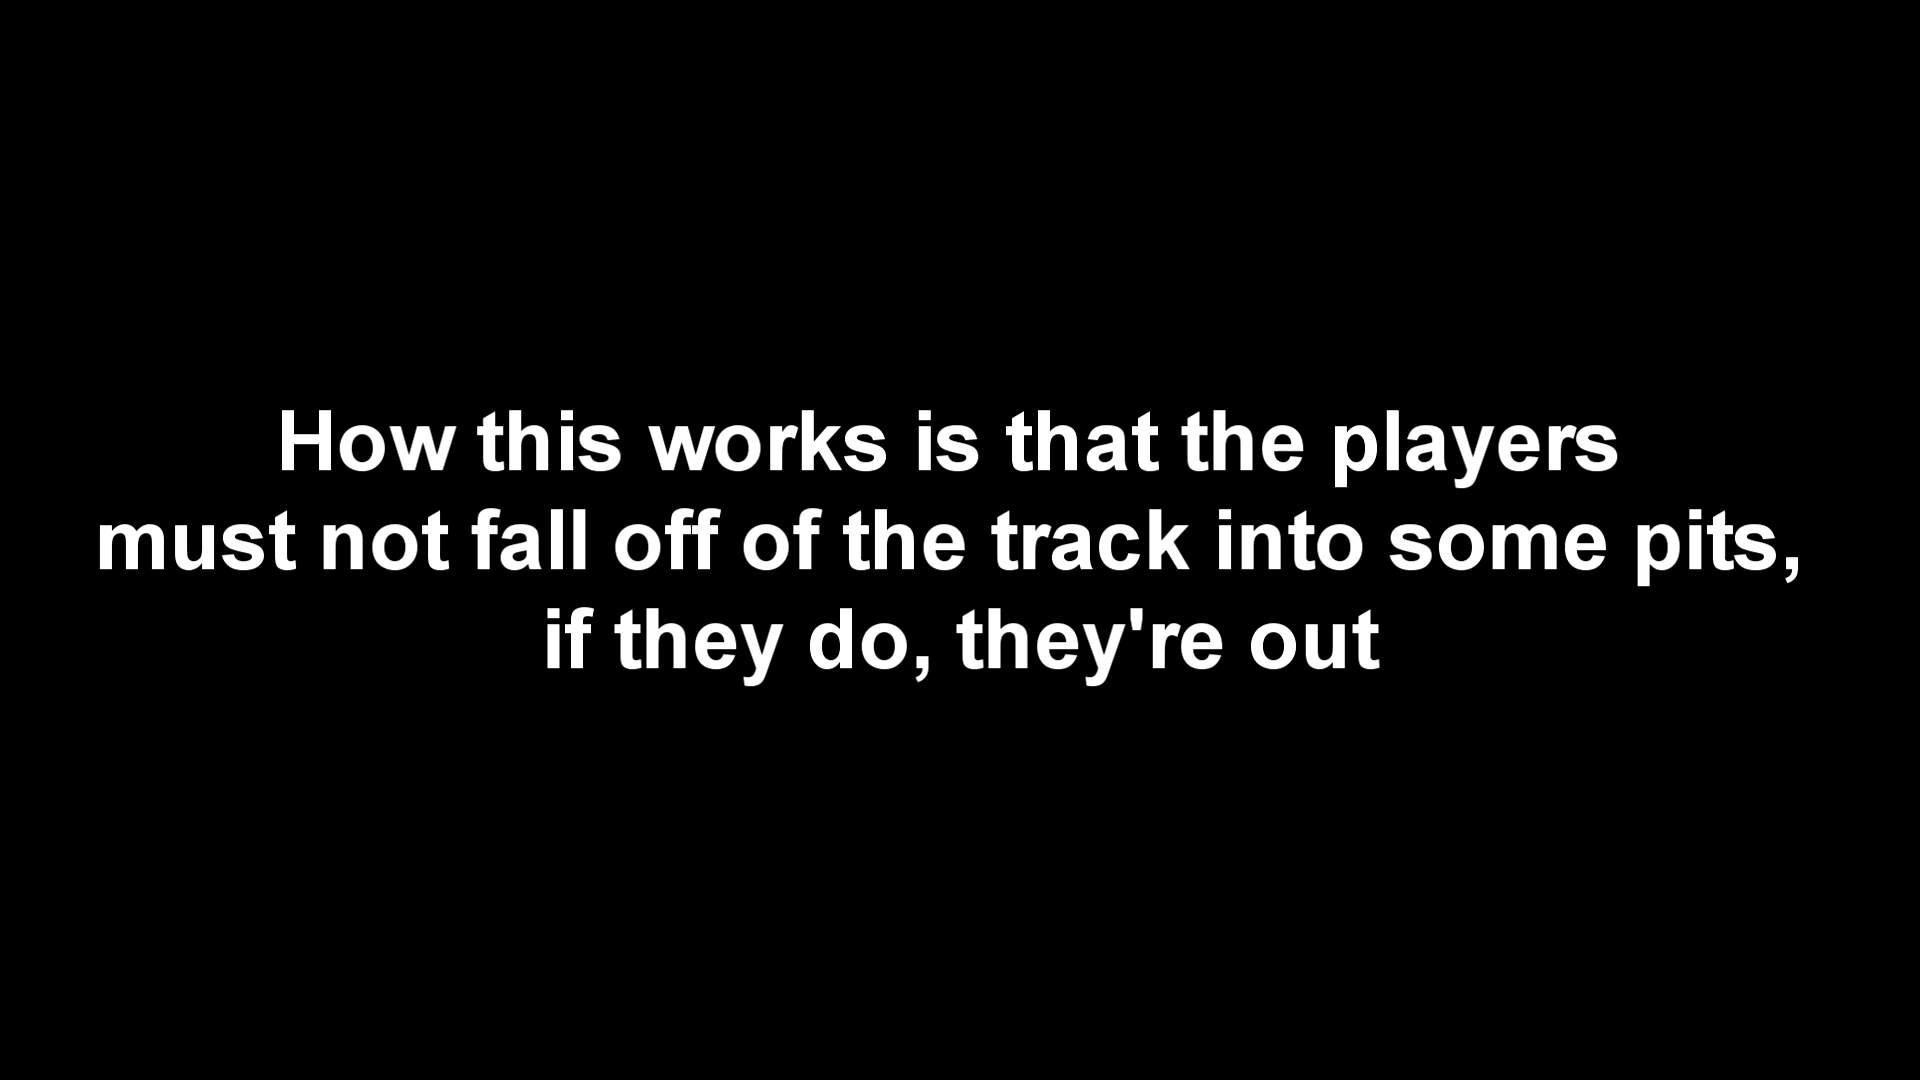 How this works is that the players
must not fall off of the track into some pits,
if they do, they're out